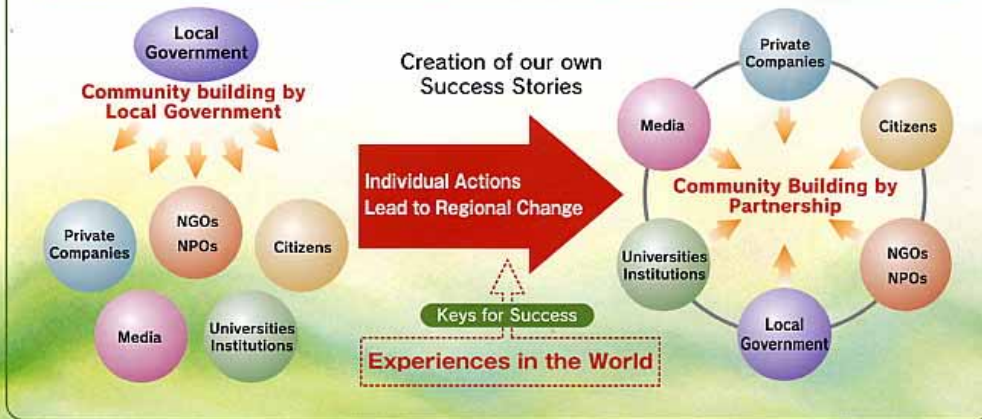 Local
Government
Community building by
Local Government
Private
Companies
NGOs
NPOs
Citizens
Media
Universities
Institutions
Creation of our own
Success Stories
Individual Actions
Lead to Regional Change
Keys for Success
Experiences in the World
Private
Companies
Media
Citizens
Community Building by
Partnership
Universities
Institutions
NGOs
NPOs
Local
Government